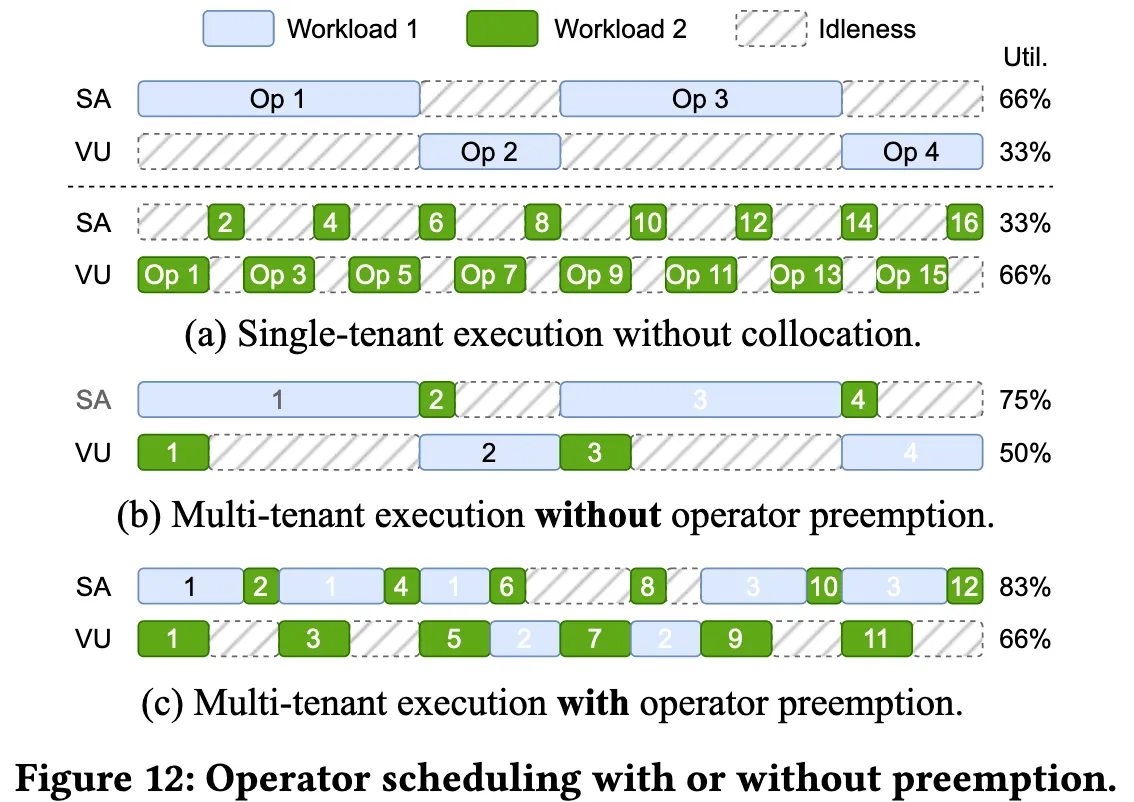 Workload 1 Workload 2 Idleness
Util.
SA Op 1 Op 3 66%
VU Op 2 Op 4 33%
SA 2 4 6 8 10 12 14 16 33%
VU Op 1 Op 3 Op 5 Op 7 Op 9 Op 11 Op 13 Op 15 66%
(a) Single-tenant execution without collocation.
SA 1 2 3 4 75%
VU 1 2 3 4 50%
(b) Multi-tenant execution without operator preemption.
SA 1 2 1 4 1 6 8 3 10 3 12 83%
VU 1 3 5 2 7 2 9 11 66%
(c) Multi-tenant execution with operator preemption.
Figure 12: Operator scheduling with or without preemption.